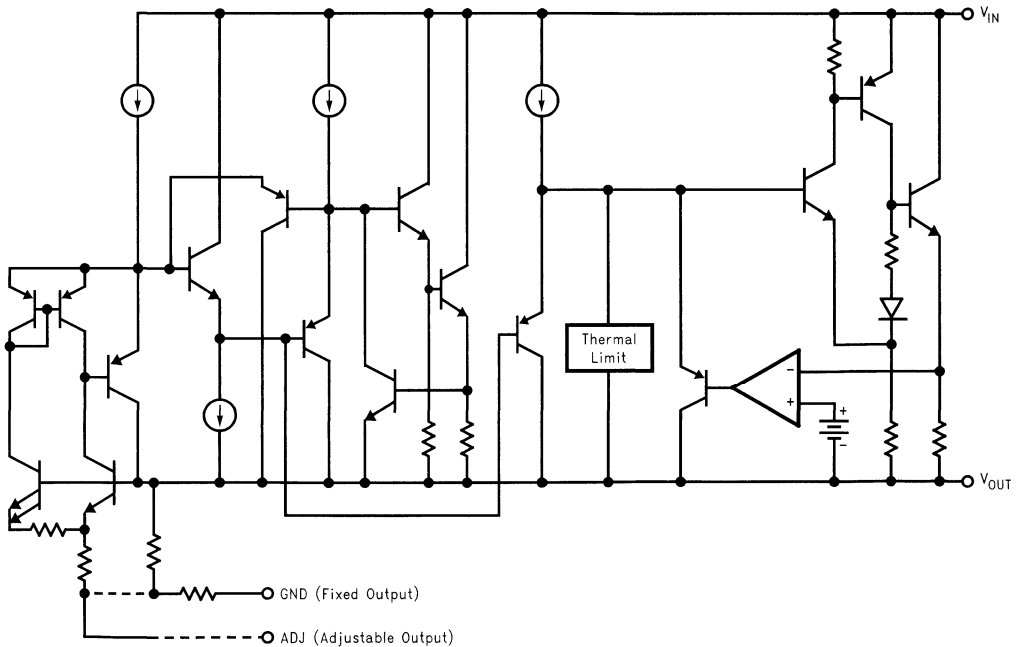 V_IN
Thermal
Limit
-
+
+
-
V_OUT
GND (Fixed Output)
ADJ (Adjustable Output)